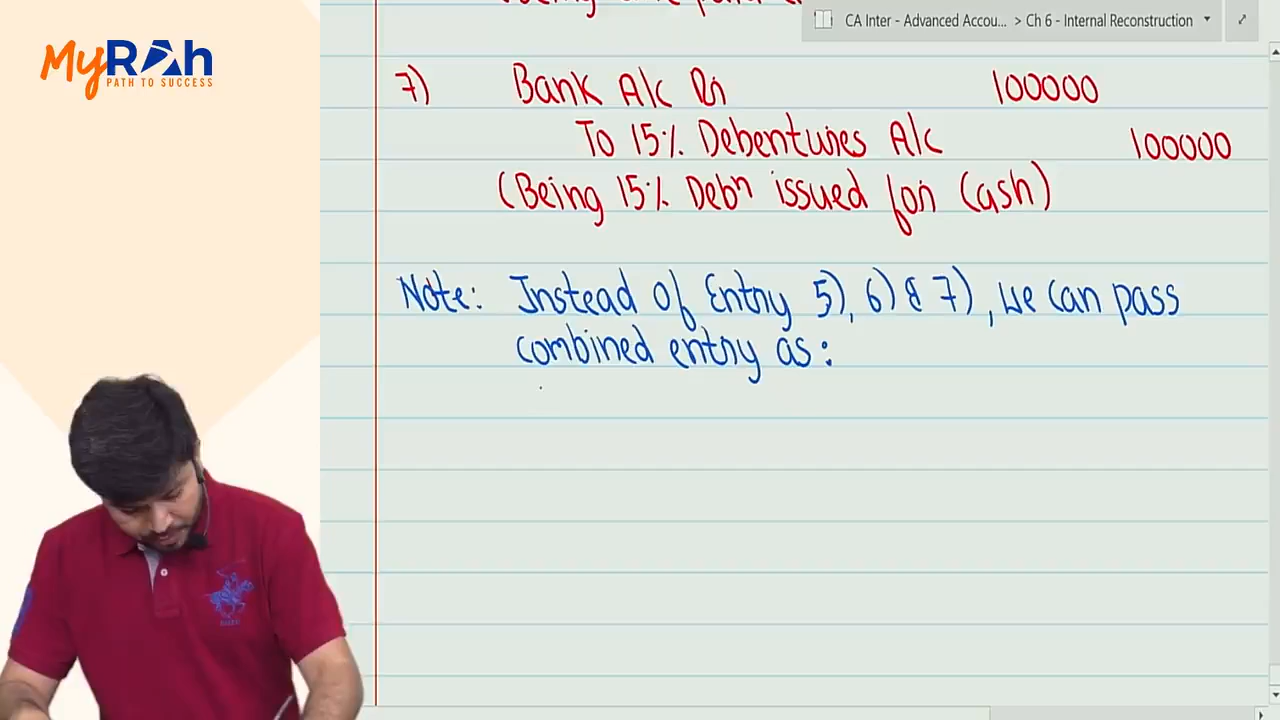 MyRAh
PATH TO SUCCESS
CA Inter - Advanced Accou... > Ch 6 - Internal Reconstruction
7) Bank A/c Dr 100000
To 15% Debentures A/c 100000
(Being 15% Debn issued for Cash)
Note: Instead Of Entry 5), 6) & 7), we can pass
combined entry as: